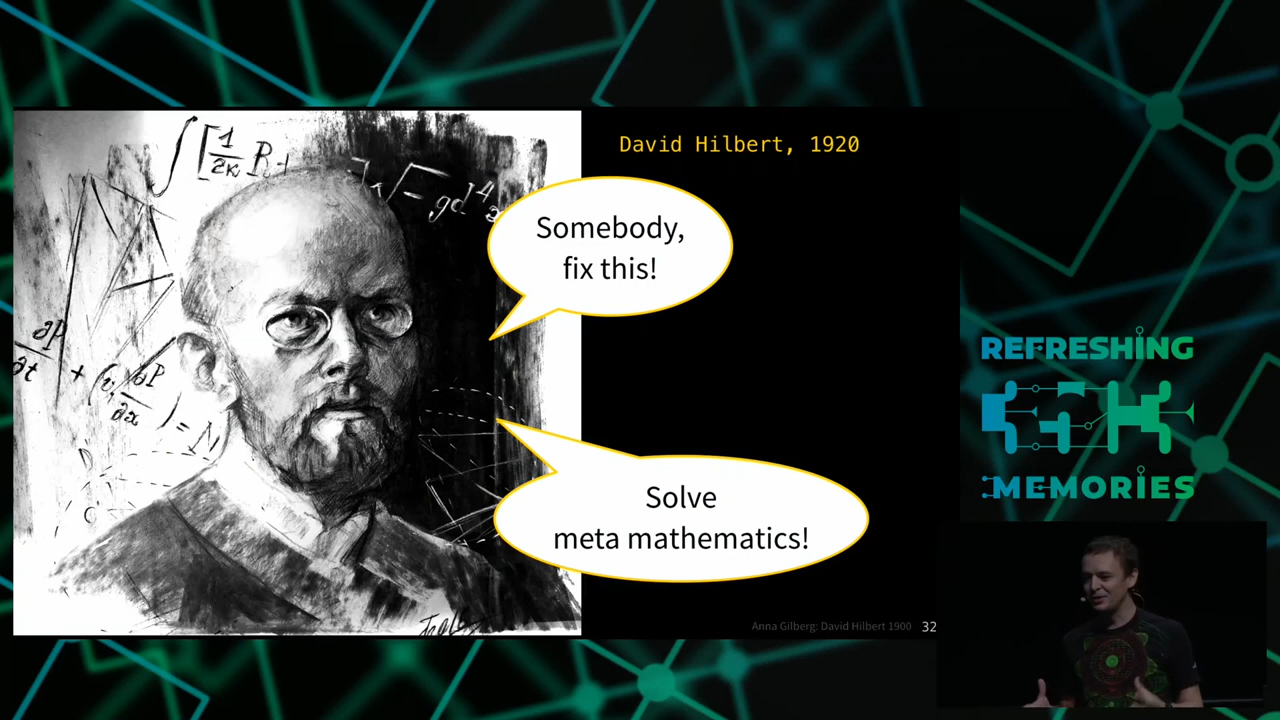 David Hilbert, 1920
Somebody,
fix this!
Solve
meta mathematics!
Anna Gilberg: David Hilbert 1900
32
REFRESHING
MEMORIES